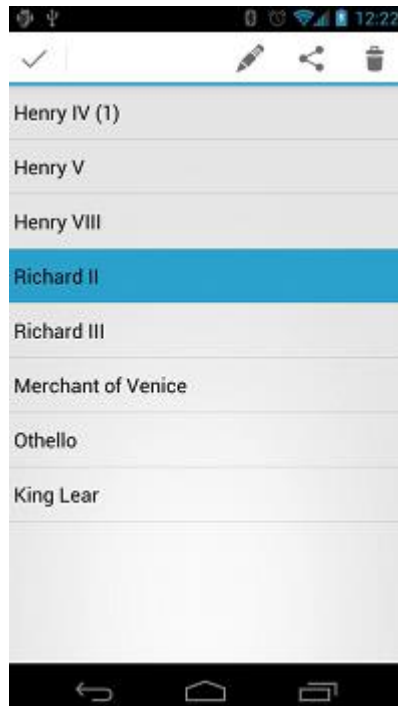 12:22
Henry IV (1)
Henry V
Henry VIII
Richard II
Richard III
Merchant of Venice
Othello
King Lear